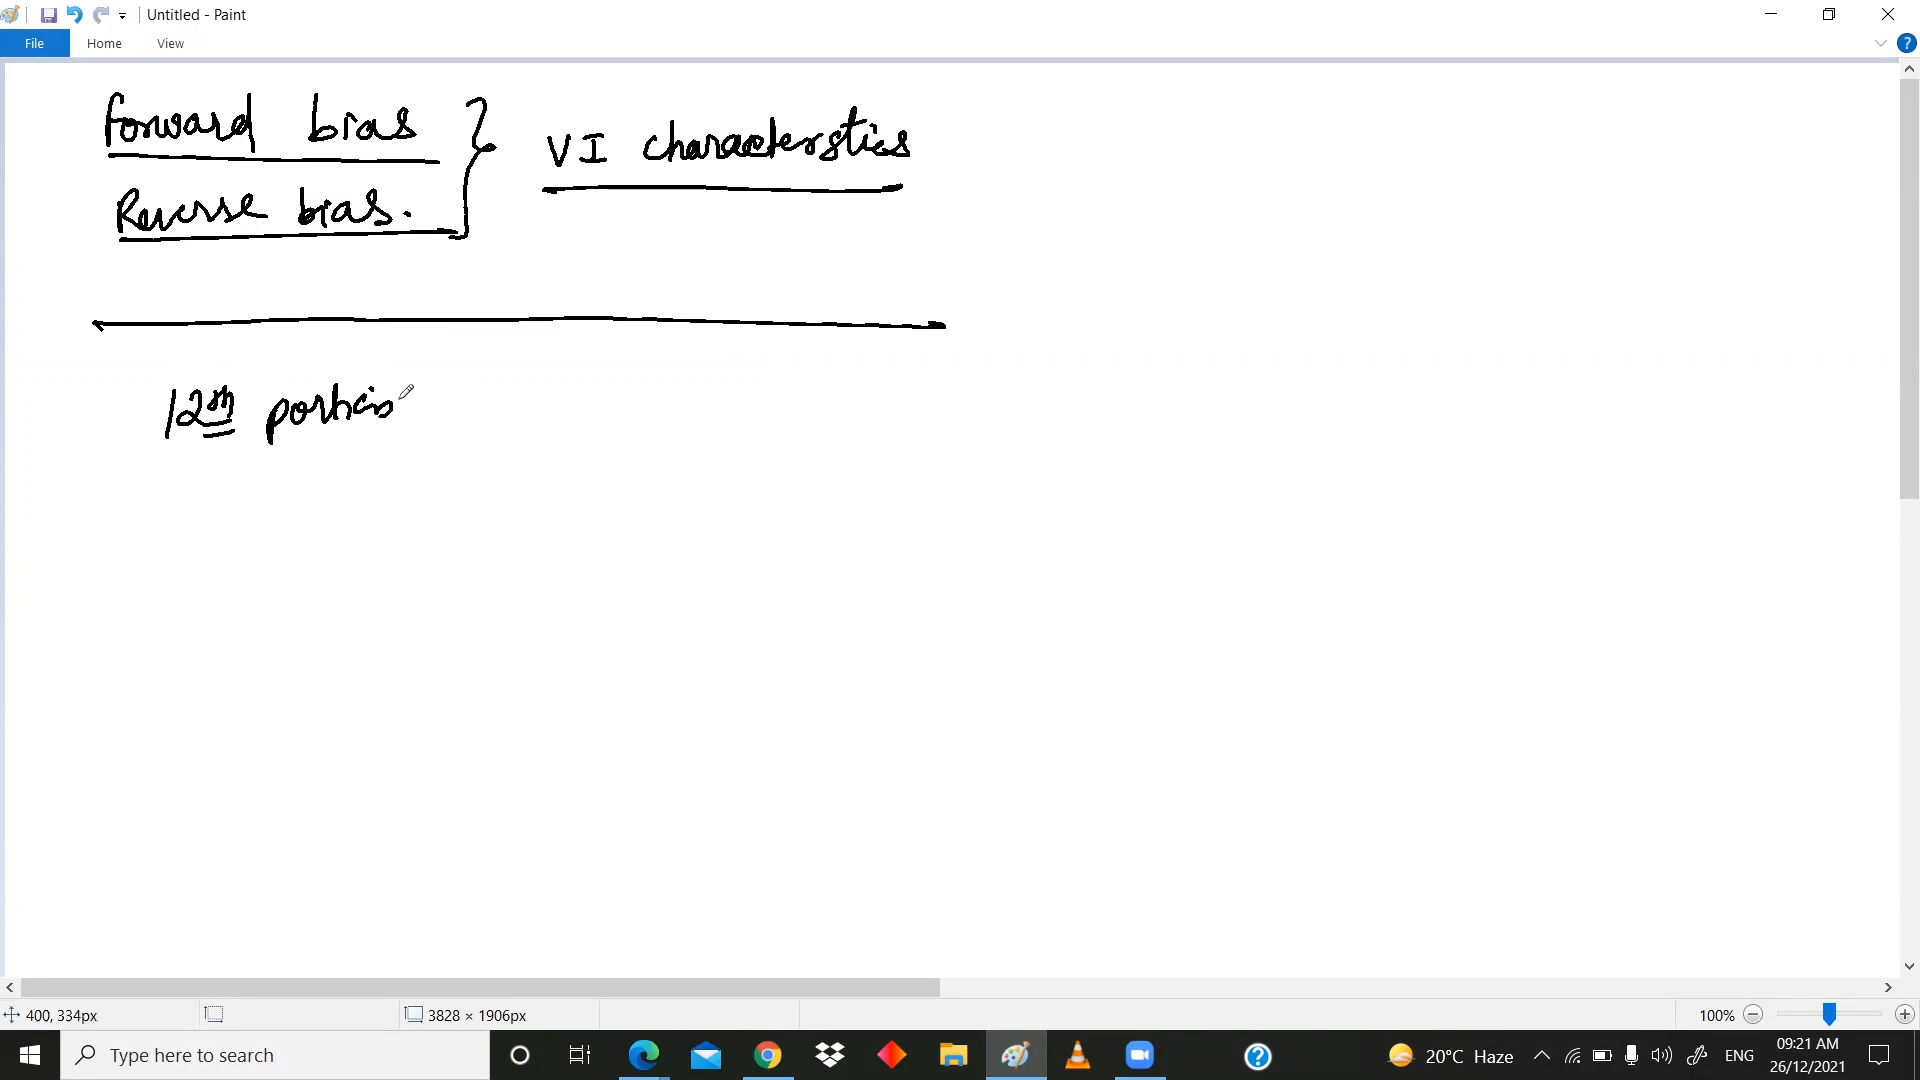 Untitled - Paint
File Home View
Forward bias
VI characterstics
Reverse bias.
12th
400, 334px
3828 × 1906px
100%
Type here to search
20°C Haze
ENG
09:21 AM
26/12/2021